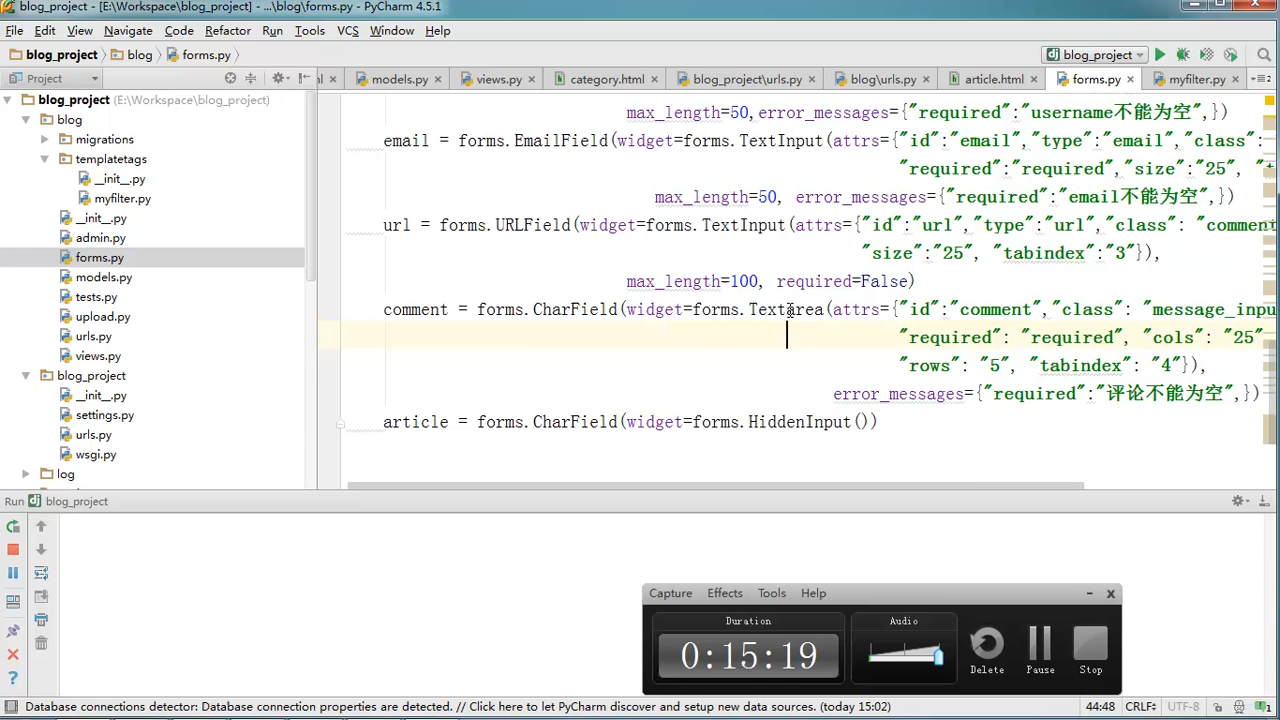 blog_project - [E:\Workspace\blog_project] - ...\blog\forms.py - PyCharm 4.5.1
File Edit View Navigate Code Refactor Run Tools VCS Window Help
blog_project blog forms.py blog_project
Project
ml models.py views.py category.html blog_project\urls.py blog\urls.py article.html forms.py myfilter.py
blog_project (E:\Workspace\blog_project)
blog
migrations
templatetags
__init__.py
myfilter.py
__init__.py
admin.py
forms.py
models.py
tests.py
upload.py
urls.py
views.py
blog_project
__init__.py
settings.py
urls.py
wsgi.py
log
max_length=50,error_messages={"required":"username不能为空",})
email = forms.EmailField(widget=forms.TextInput(attrs={"id":"email", "type":"email", "class":
"required":"required","size":"25", "t
max_length=50, error_messages={"required":"email不能为空",})
url = forms.URLField(widget=forms.TextInput(attrs={"id":"url", "type":"url","class": "comment
"size":"25", "tabindex":"3"}),
max_length=100, required=False)
comment = forms.CharField(widget=forms.Textarea(attrs={"id":"comment","class": "message_inpu
"required": "required", "cols": "25"
"rows": "5", "tabindex": "4"}),
error_messages={"required":"评论不能为空",})
article = forms.CharField(widget=forms.HiddenInput())
Run blog_project
Capture Effects Tools Help
Duration
0:15:19
Audio
Delete Pause Stop
Database connections detector: Database connection properties are detected. // Click here to let PyCharm discover and setup new data sources. (today 15:02)
44:48 CRLF UTF-8 1